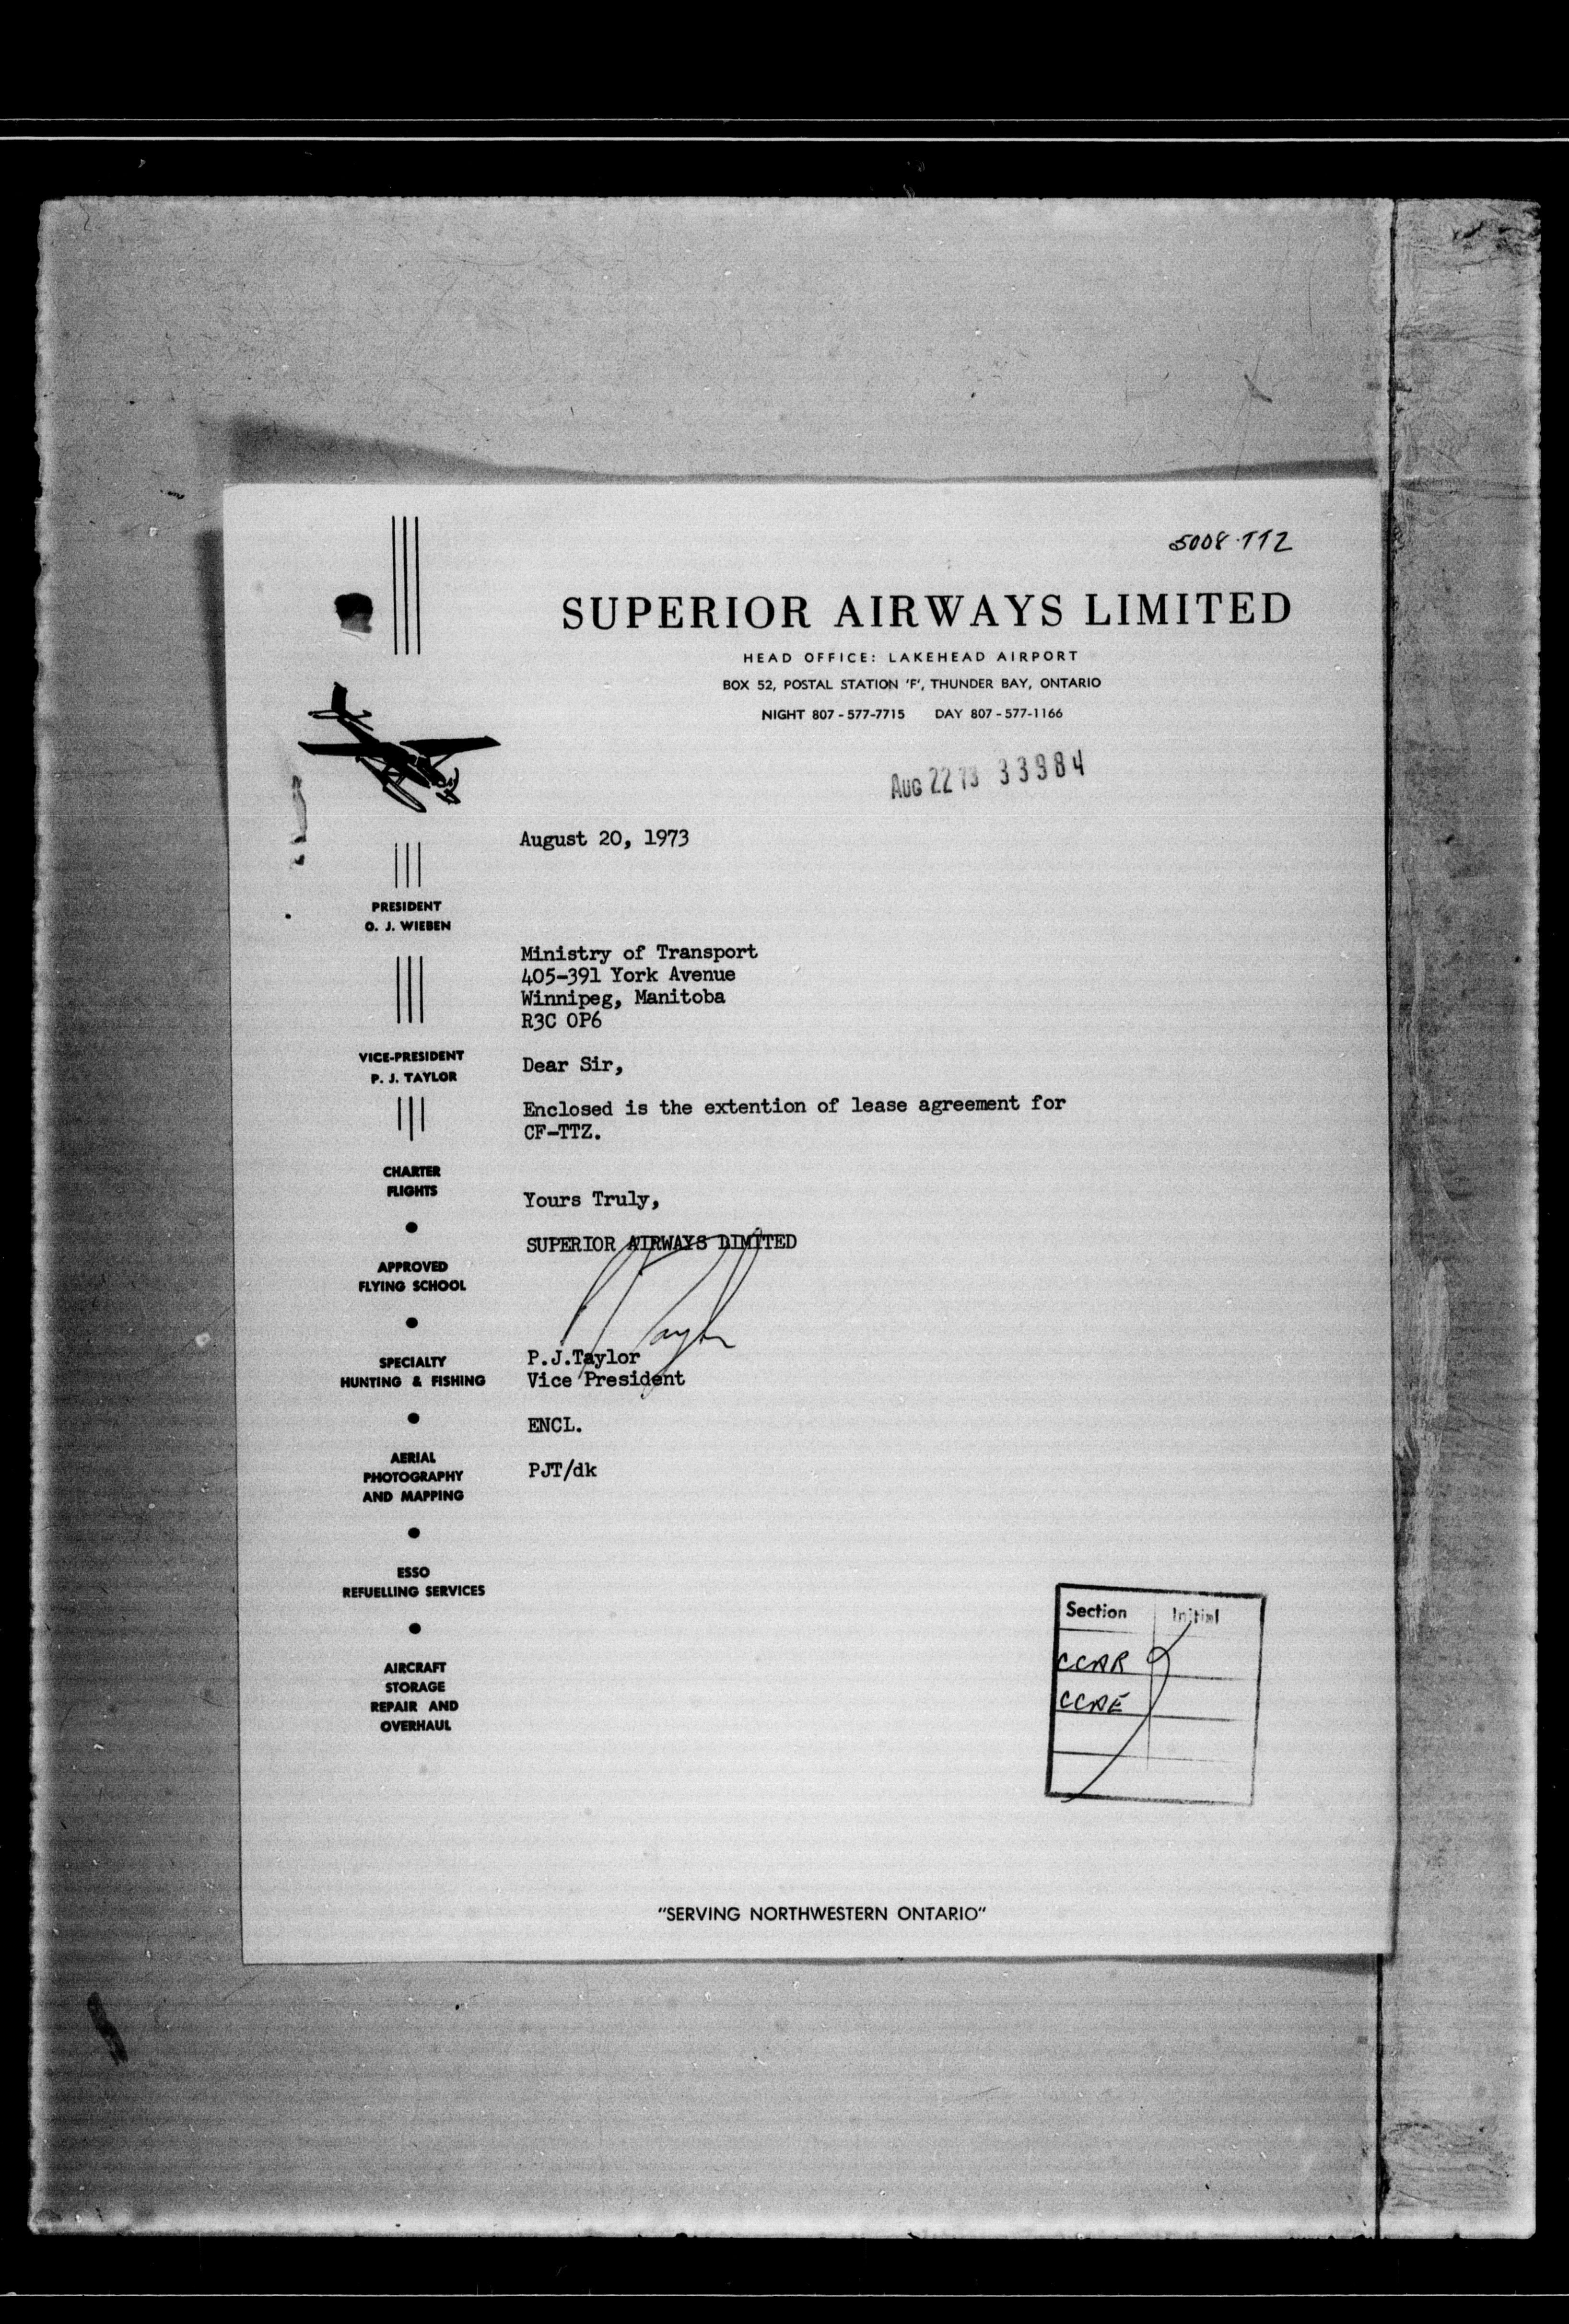 5008-TTZ
SUPERIOR AIRWAYS LIMITED
HEAD OFFICE: LAKEHEAD AIRPORT
BOX 52, POSTAL STATION 'F', THUNDER BAY, ONTARIO
NIGHT 807-577-7715 DAY 807-577-1166
AUG 22 73 33984
August 20, 1973
PRESIDENT
O. J. WIEBEN
Ministry of Transport
405-391 York Avenue
Winnipeg, Manitoba
R3C OP6
VICE-PRESIDENT
P. J. TAYLOR
Dear Sir,
Enclosed is the extention of lease agreement for
CF-TTZ.
CHARTER
FLIGHTS
Yours Truly,
SUPERIOR AIRWAYS LIMITED
APPROVED
FLYING SCHOOL
P.J.Taylor
Vice President
SPECIALTY
HUNTING & FISHING
ENCL.
PJT/dk
AERIAL
PHOTOGRAPHY
AND MAPPING
ESSO
REFUELLING SERVICES
AIRCRAFT
STORAGE
REPAIR AND
OVERHAUL
Section Initial
CCAR
CCAE
"SERVING NORTHWESTERN ONTARIO"